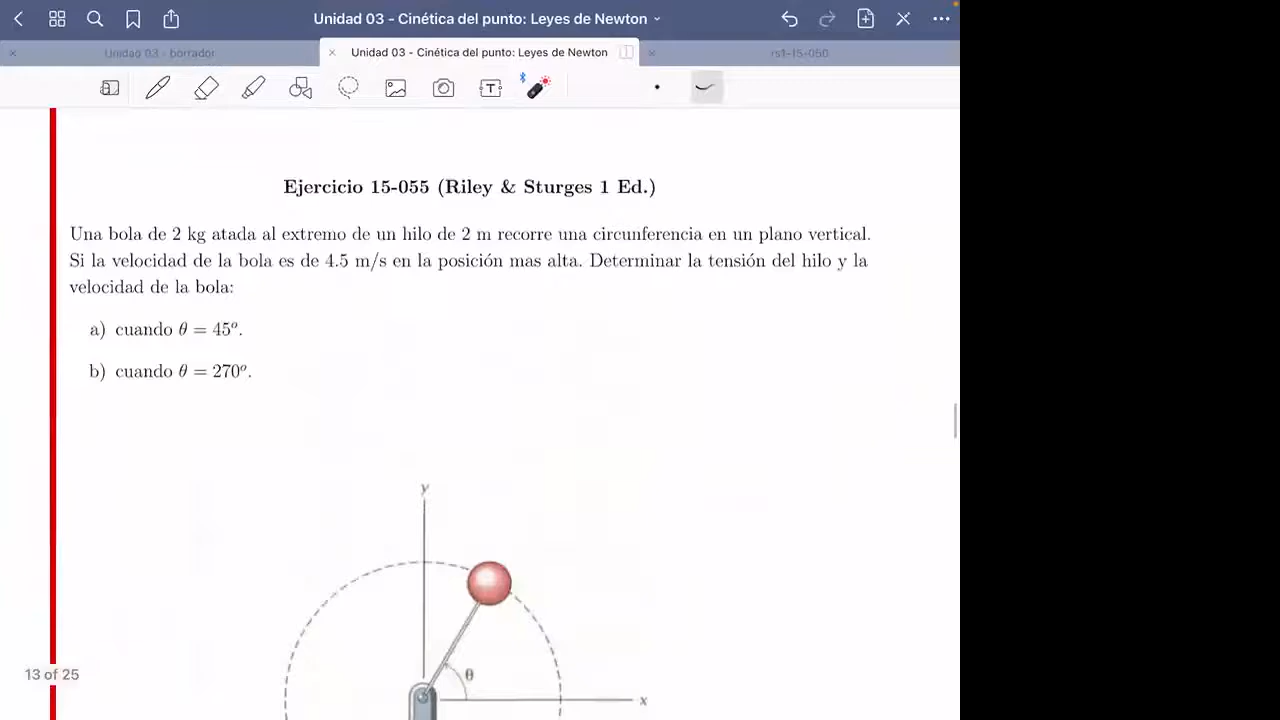 Unidad 03 - Cinética del punto: Leyes de Newton
Unidad 03 - borrador
Unidad 03 - Cinética del punto: Leyes de Newton
rs1-15-050
Ejercicio 15-055 (Riley & Sturges 1 Ed.)
Una bola de 2 kg atada al extremo de un hilo de 2 m recorre una circunferencia en un plano vertical.
Si la velocidad de la bola es de 4.5 m/s en la posición mas alta. Determinar la tensión del hilo y la
velocidad de la bola:
a) cuando θ = 45º.
b) cuando θ = 270º.
y
θ
x
13 of 25